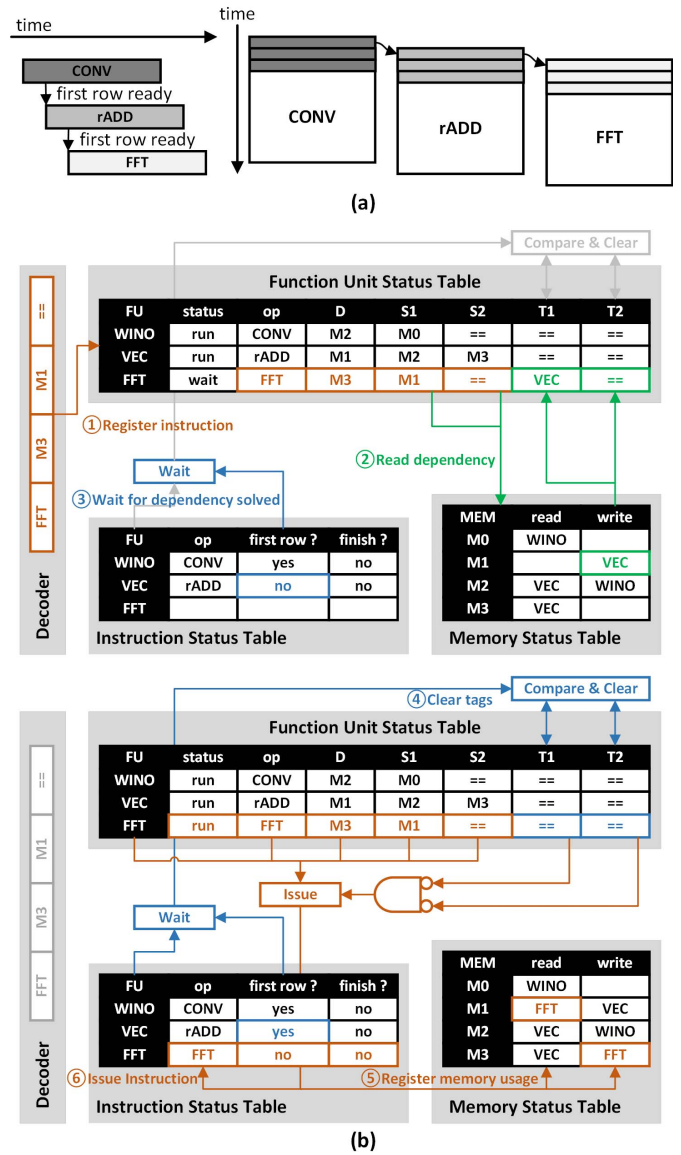 time
time
CONV
first row ready
rADD
first row ready
FFT
CONV
rADD
FFT
(a)
Compare & Clear
Function Unit Status Table
FU status op D S1 S2 T1 T2
WINO run CONV M2 M0 == == ==
VEC run rADD M1 M2 M3 == ==
FFT wait FFT M3 M1 == VEC ==
==
M1
M3
FFT
Decoder
①Register instruction
②Read dependency
Wait
③Wait for dependency solved
FU op first row ? finish ?
WINO CONV yes no
VEC rADD no no
FFT
Instruction Status Table
MEM read write
M0 WINO
M1 VEC
M2 VEC WINO
M3 VEC
Memory Status Table
④Clear tags
Compare & Clear
Function Unit Status Table
FU status op D S1 S2 T1 T2
WINO run CONV M2 M0 == == ==
VEC run rADD M1 M2 M3 == ==
FFT run FFT M3 M1 == == ==
==
M1
M3
FFT
Decoder
Issue
Wait
FU op first row ? finish ?
WINO CONV yes no
VEC rADD yes no
FFT FFT no no
⑥Issue Instruction
Instruction Status Table
MEM read write
M0 WINO
M1 FFT VEC
M2 VEC WINO
M3 VEC FFT
⑤Register memory usage
Memory Status Table
(b)